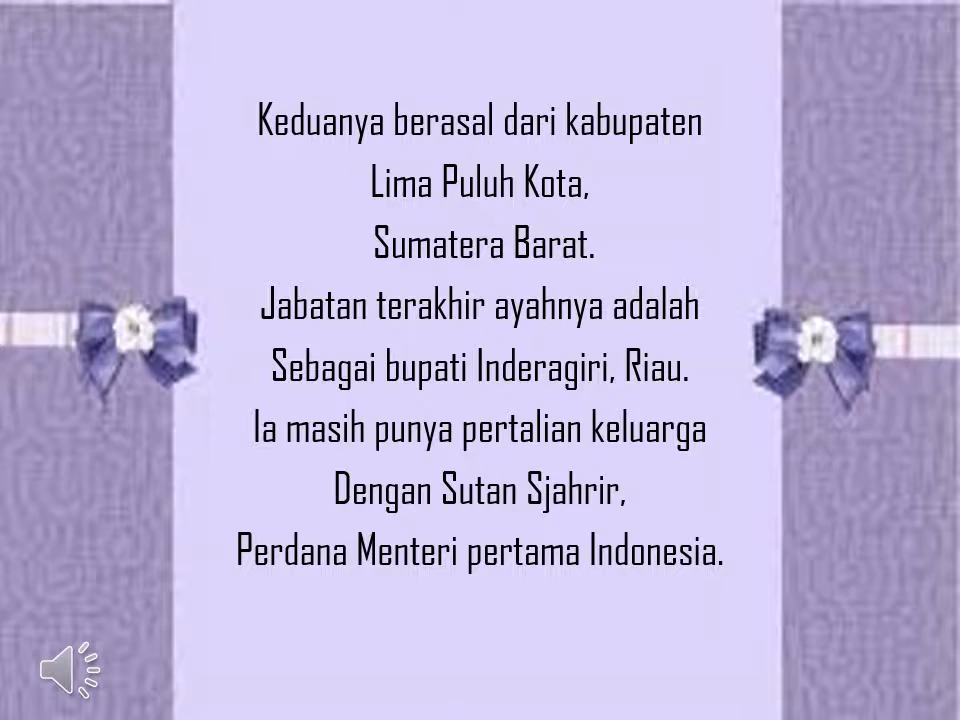 Keduanya berasal dari kabupaten
Lima Puluh Kota,
Sumatera Barat.
Jabatan terakhir ayahnya adalah
Sebagai bupati Inderagiri, Riau.
Ia masih punya pertalian keluarga
Dengan Sutan Sjahrir,
Perdana Menteri pertama Indonesia.